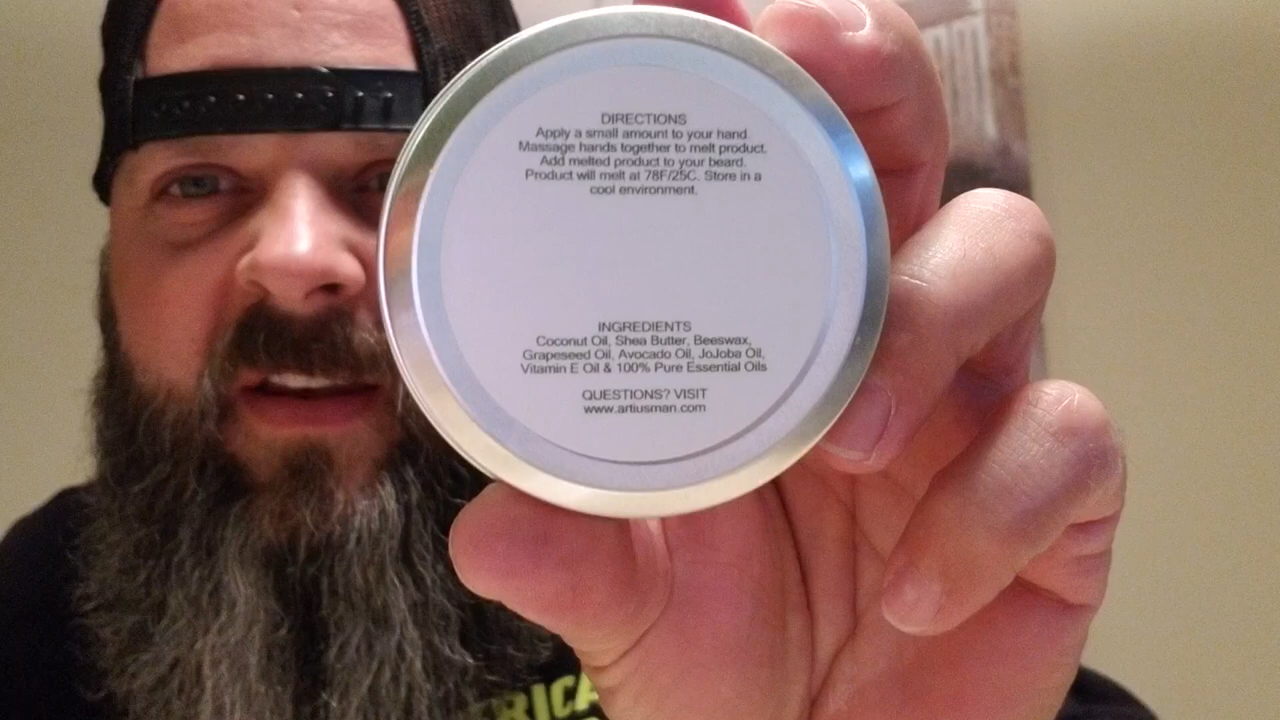 DIRECTIONS
Apply a small amount to your hand.
Massage hands together to melt product.
Add melted product to your beard.
Product will melt at 78F/25C. Store in a
cool environment.
INGREDIENTS
Coconut Oil, Shea Butter, Beeswax,
Grapeseed Oil, Avocado Oil, JoJoba Oil,
Vitamin E Oil & 100% Pure Essential Oils
QUESTIONS? VISIT
www.artiusman.com